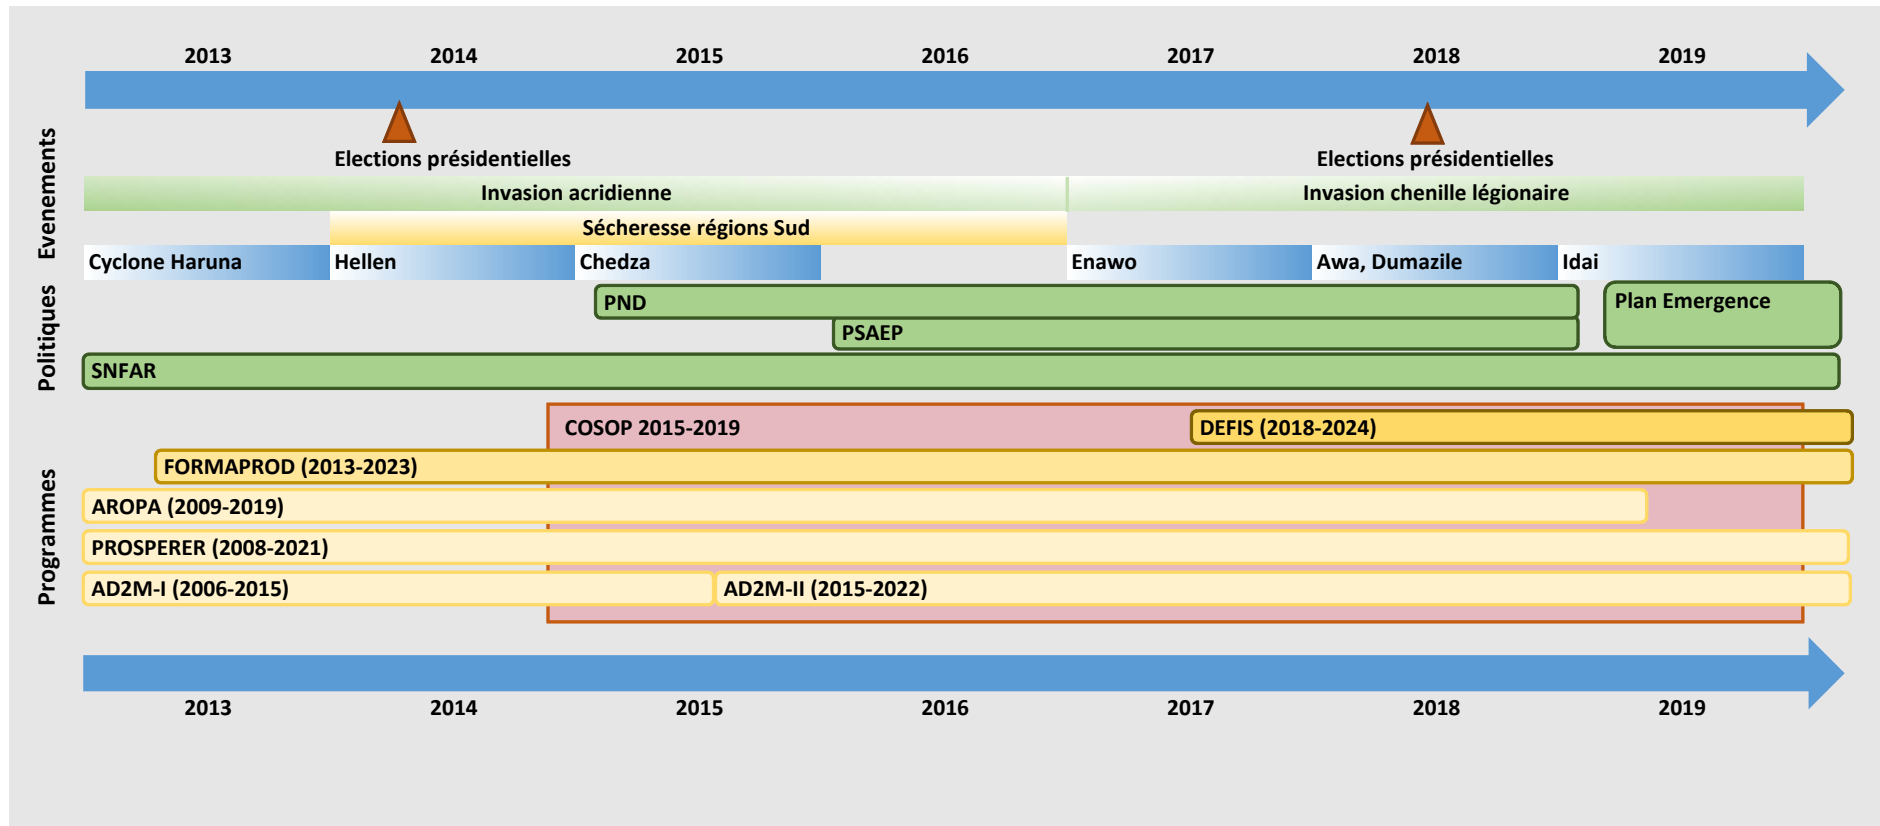 2013 2014 2015 2016 2017 2018 2019
Evenements
Elections présidentielles Elections présidentielles
Invasion acridienne Invasion chenille légionaire
Sécheresse régions Sud
Cyclone Haruna Hellen Chedza Enawo Awa, Dumazile Idai
Politiques
PND Plan Emergence
PSAEP
SNFAR
Programmes
COSOP 2015-2019 DEFIS (2018-2024)
FORMAPROD (2013-2023)
AROPA (2009-2019)
PROSPERER (2008-2021)
AD2M-I (2006-2015) AD2M-II (2015-2022)
2013 2014 2015 2016 2017 2018 2019